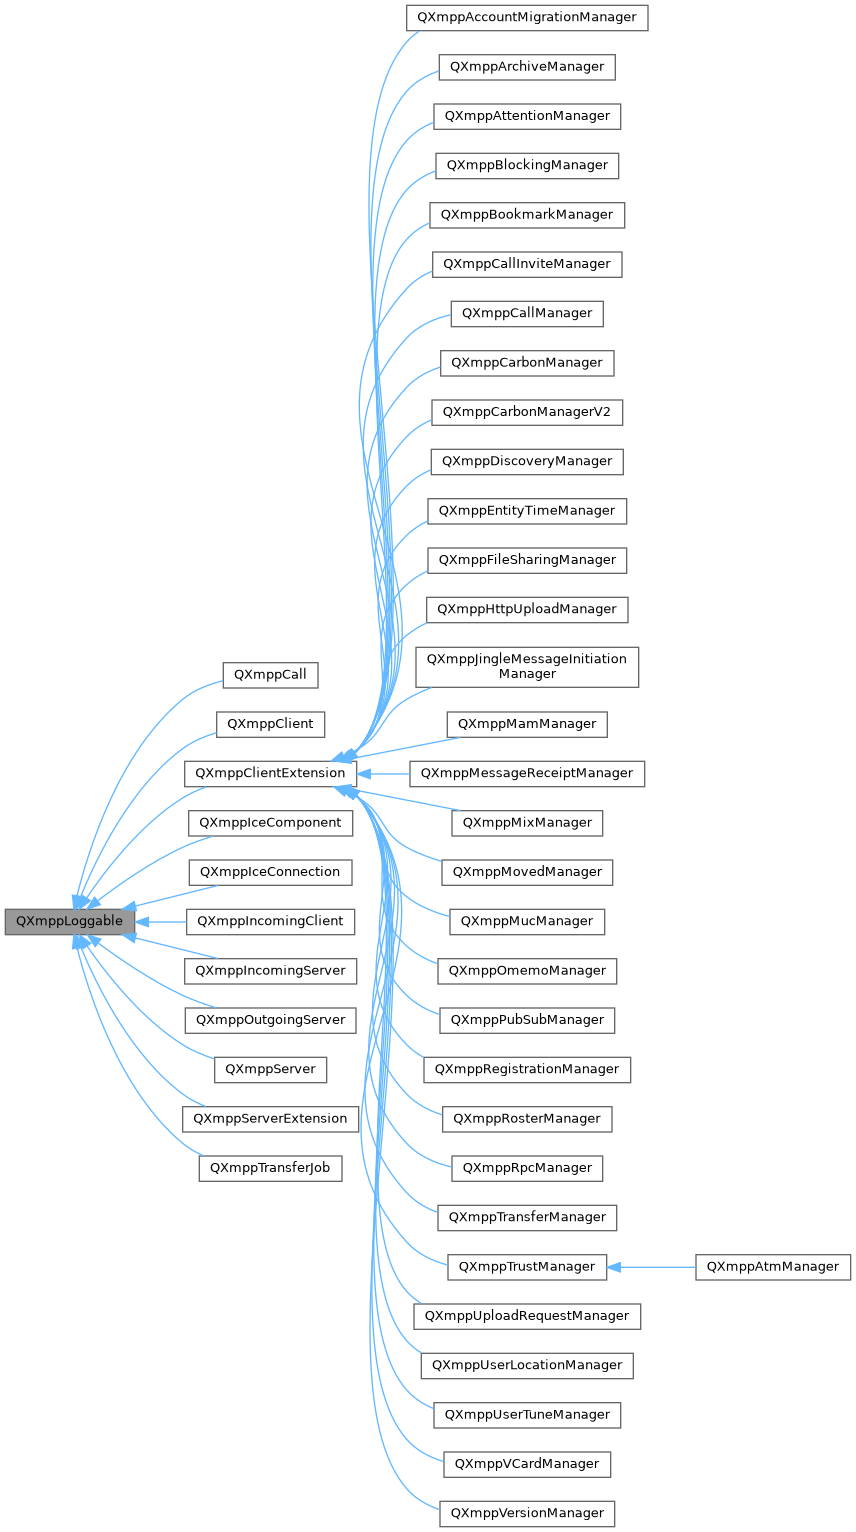 QXmppLoggable
QXmppCall
QXmppClient
QXmppClientExtension
QXmppIceComponent
QXmppIceConnection
QXmppIncomingClient
QXmppIncomingServer
QXmppOutgoingServer
QXmppServer
QXmppServerExtension
QXmppTransferJob
QXmppAccountMigrationManager
QXmppArchiveManager
QXmppAttentionManager
QXmppBlockingManager
QXmppBookmarkManager
QXmppCallInviteManager
QXmppCallManager
QXmppCarbonManager
QXmppCarbonManagerV2
QXmppDiscoveryManager
QXmppEntityTimeManager
QXmppFileSharingManager
QXmppHttpUploadManager
QXmppJingleMessageInitiation
Manager
QXmppMamManager
QXmppMessageReceiptManager
QXmppMixManager
QXmppMovedManager
QXmppMucManager
QXmppOmemoManager
QXmppPubSubManager
QXmppRegistrationManager
QXmppRosterManager
QXmppRpcManager
QXmppTransferManager
QXmppTrustManager
QXmppUploadRequestManager
QXmppUserLocationManager
QXmppUserTuneManager
QXmppVCardManager
QXmppVersionManager
QXmppAtmManager